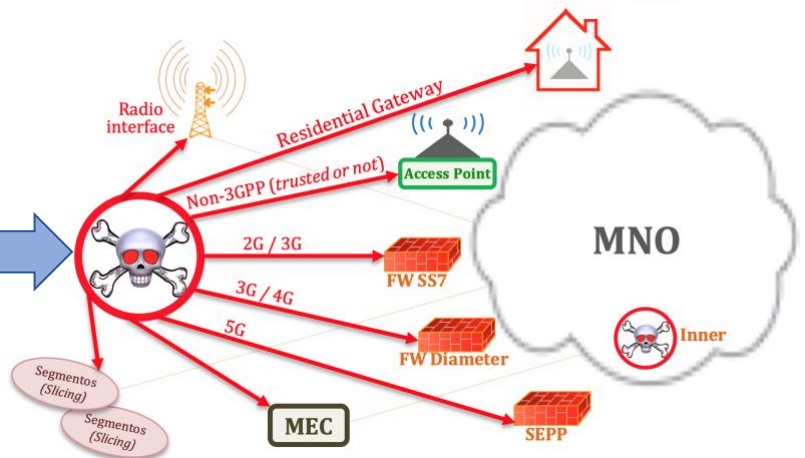 Radio
interface
Residential Gateway
Non-3GPP (trusted or not)
Access Point
MNO
2G / 3G
FW SS7
3G / 4G
FW Diameter
5G
SEPP
Inner
Segmentos
(Slicing)
Segmentos
(Slicing)
MEC